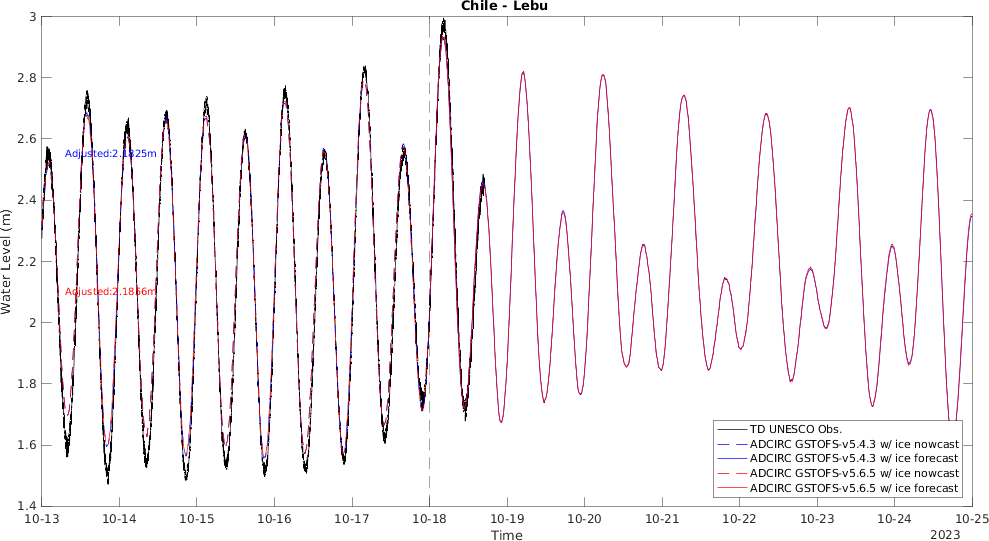 Chile - Lebu
3
2.8
2.6
2.4
2.2
2
1.8
1.6
1.4
Water Level (m)
Adjusted:2.1825m
Adjusted:2.1866m
TD UNESCO Obs.
ADCIRC GSTOFS-v5.4.3 w/ ice nowcast
ADCIRC GSTOFS-v5.4.3 w/ ice forecast
ADCIRC GSTOFS-v5.6.5 w/ ice nowcast
ADCIRC GSTOFS-v5.6.5 w/ ice forecast
10-13 10-14 10-15 10-16 10-17 10-18 10-19 10-20 10-21 10-22 10-23 10-24 10-25
Time
2023